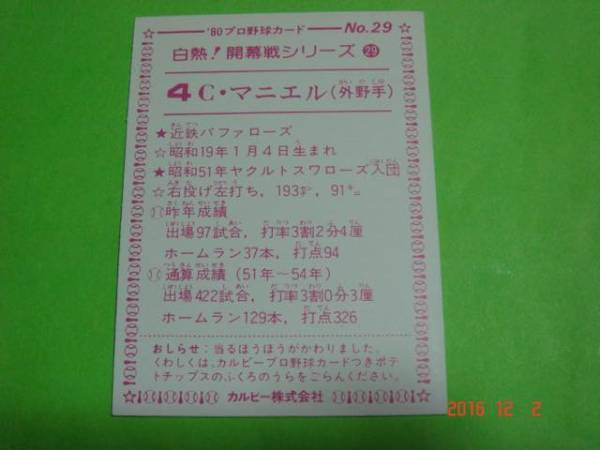 '80プロ野球カード No.29
白熱!開幕戦シリーズ 29
4 C・マニエル(外野手)
★近鉄バファローズ
☆昭和19年1月4日生まれ
★昭和51年ヤクルトスワローズ入団
☆右投げ左打ち, 193㌢, 91㌔
昨年成績
出場97試合, 打率3割2分4厘
ホームラン37本, 打点94
通算成績 (51年〜54年)
出場422試合, 打率3割0分3厘
ホームラン129本, 打点326
おしらせ:当るほうほうがかわりました。
くわしくは、カルビープロ野球カードつきポテ
トチップスのふくろのうらをごらんください。
カルビー株式会社
2016 12 2